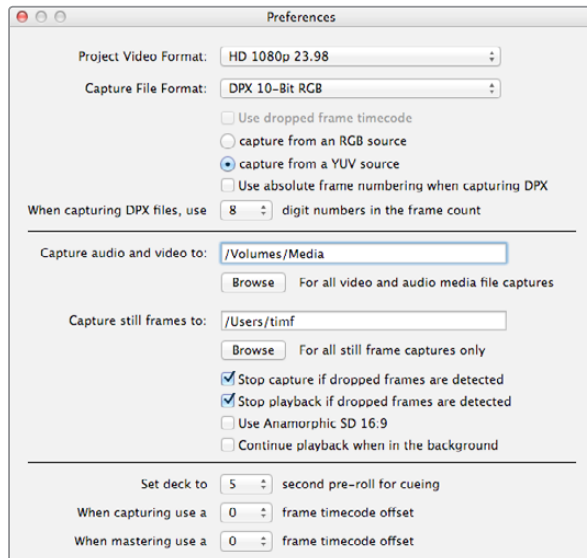 Preferences
Project Video Format: HD 1080p 23.98
Capture File Format: DPX 10-Bit RGB
Use dropped frame timecode
capture from an RGB source
capture from a YUV source
Use absolute frame numbering when capturing DPX
When capturing DPX files, use 8 digit numbers in the frame count
Capture audio and video to: /Volumes/Media
Browse For all video and audio media file captures
Capture still frames to: /Users/timf
Browse For all still frame captures only
Stop capture if dropped frames are detected
Stop playback if dropped frames are detected
Use Anamorphic SD 16:9
Continue playback when in the background
Set deck to 5 second pre-roll for cueing
When capturing use a 0 frame timecode offset
When mastering use a 0 frame timecode offset